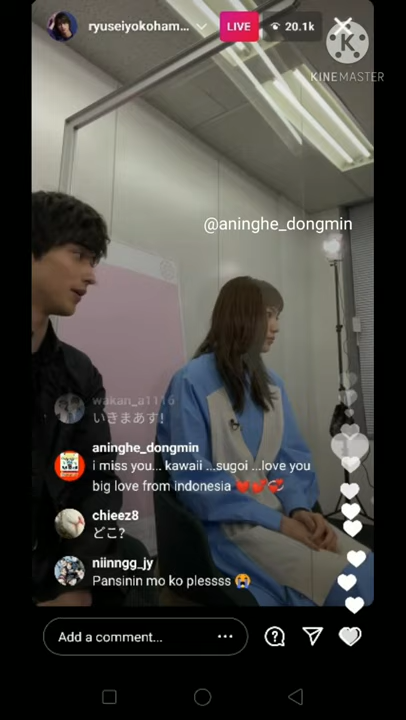 ryuseiyokoham...
LIVE
20.1k
KINEMASTER
@aninghe_dongmin
wakan_a1116
いきまあす!
aninghe_dongmin
i miss you... kawaii ...sugoi ...love you
big love from indonesia ❤️❤️💞
chieez8
どこ?
niinngg_jy
Pansinin mo ko plessss 😭
Add a comment...